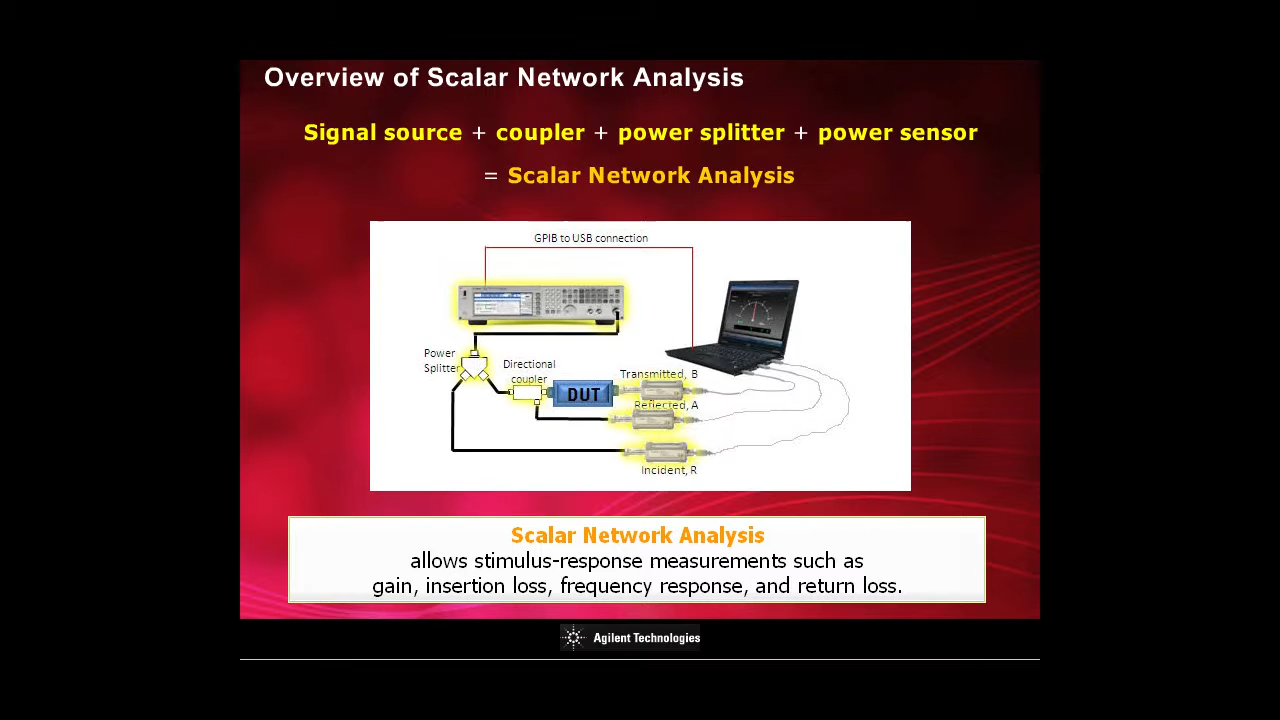 Overview of Scalar Network Analysis
Signal source + coupler + power splitter + power sensor
= Scalar Network Analysis
GPIB to USB connection
Power
Splitter
Directional
coupler
DUT
Transmitted, B
Reflected, A
Incident, R
Scalar Network Analysis
allows stimulus-response measurements such as
gain, insertion loss, frequency response, and return loss.
Agilent Technologies